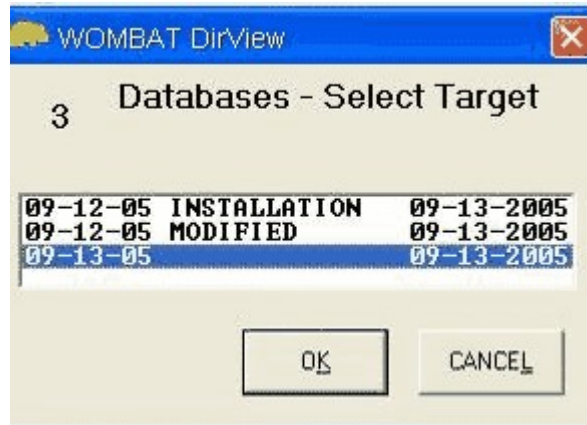 WOMBAT DirView
3 Databases - Select Target
09-12-05 INSTALLATION 09-13-2005
09-12-05 MODIFIED 09-13-2005
09-13-05 09-13-2005
OK CANCEL